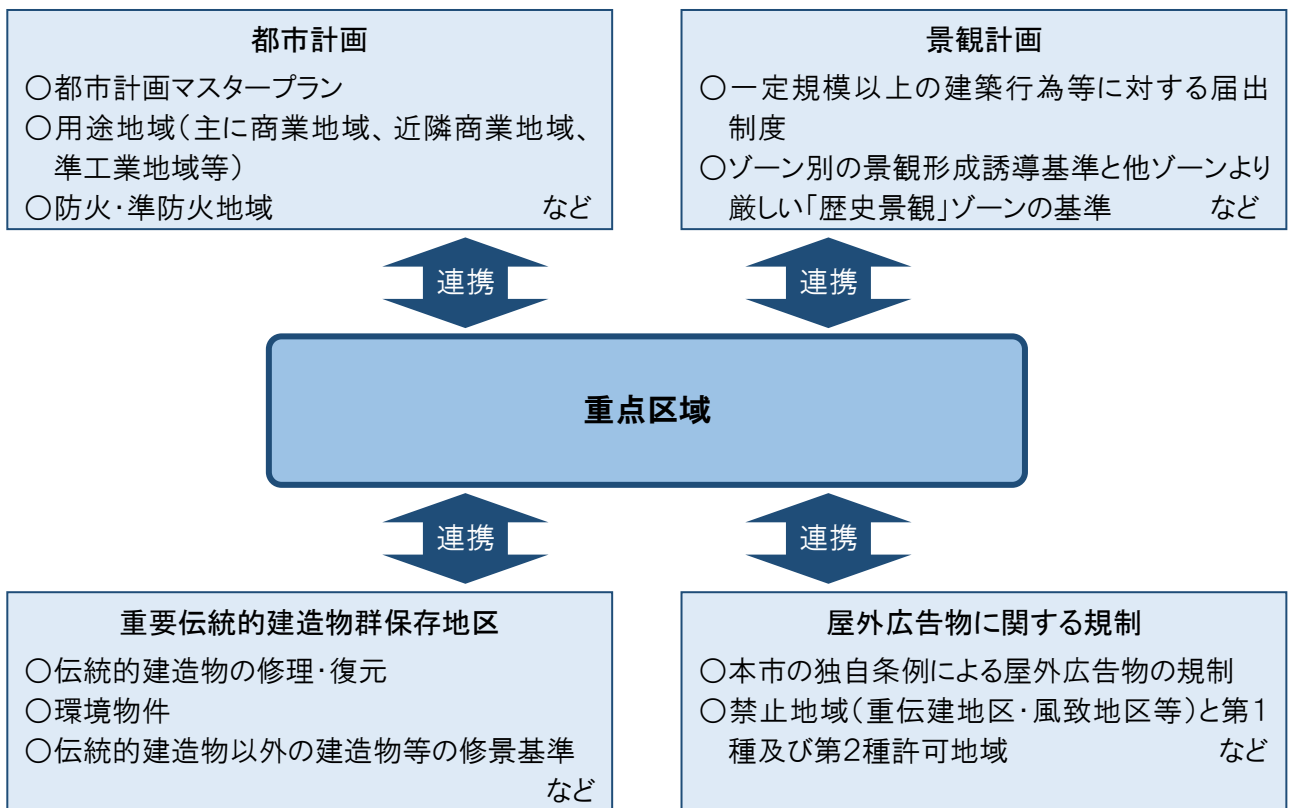 都市計画
○都市計画マスタープラン
○用途地域（主に商業地域、近隣商業地域、
準工業地域等）
○防火・準防火地域 など
景観計画
○一定規模以上の建築行為等に対する届出
制度
○ゾーン別の景観形成誘導基準と他ゾーンより
厳しい「歴史景観」ゾーンの基準 など
連携
連携
重点区域
連携
連携
重要伝統的建造物群保存地区
○伝統的建造物の修理・復元
○環境物件
○伝統的建造物以外の建造物等の修景基準
など
屋外広告物に関する規制
○本市の独自条例による屋外広告物の規制
○禁止地域（重伝建地区・風致地区等）と第１
種及び第２種許可地域 など